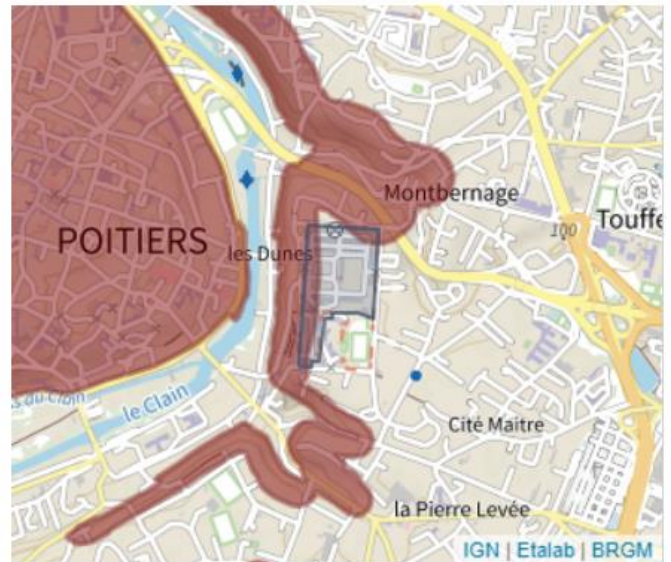 Montbernage
Touffe
100
POITIERS
les Dunes
le Clain
Cité Maitre
la Pierre Levée
IGN | Etalab | BRGM